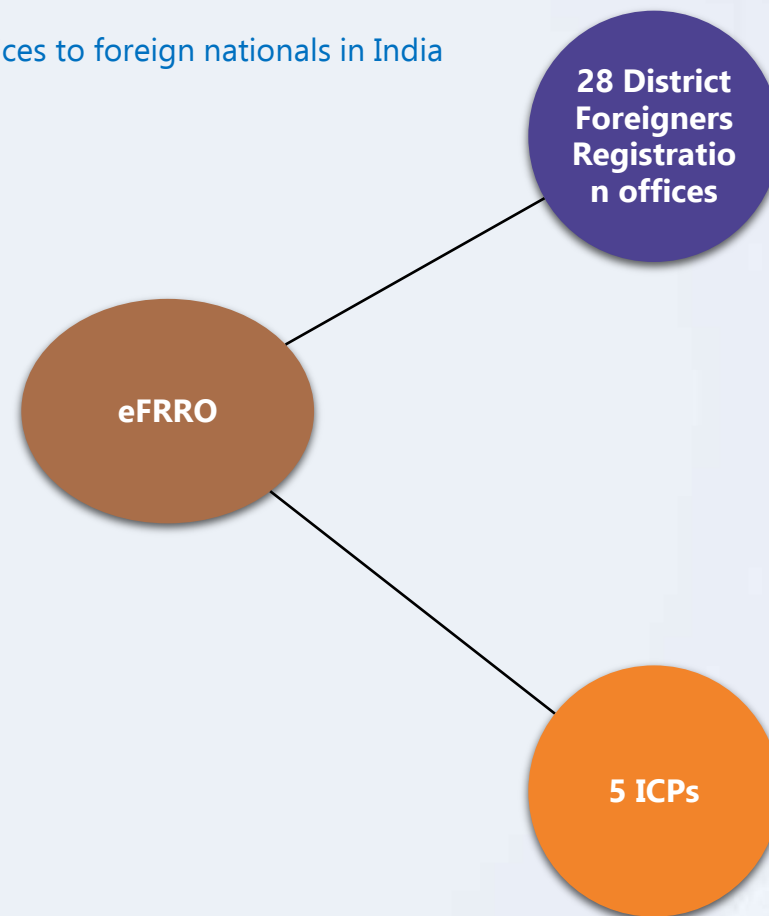 ces to foreign nationals in India
28 District
Foreigners
Registratio
n offices
eFRRO
5 ICPs